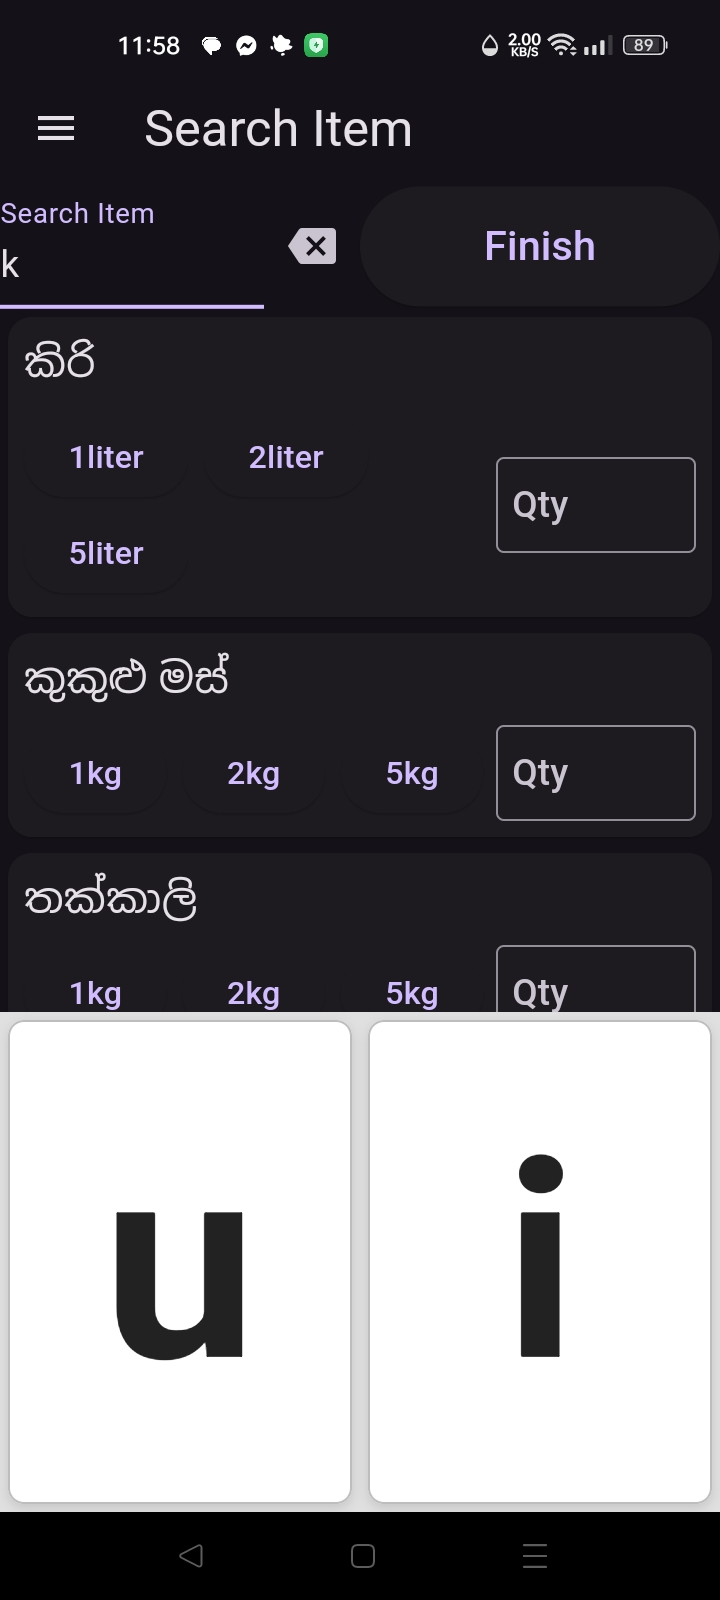 11:58 2.00 KB/S 89
Search Item
Search Item
k
Finish
කිරි
1liter 2liter
Qty
5liter
කුකුළු මස්
1kg 2kg 5kg Qty
තක්කාලි
1kg 2kg 5kg Qty
u i